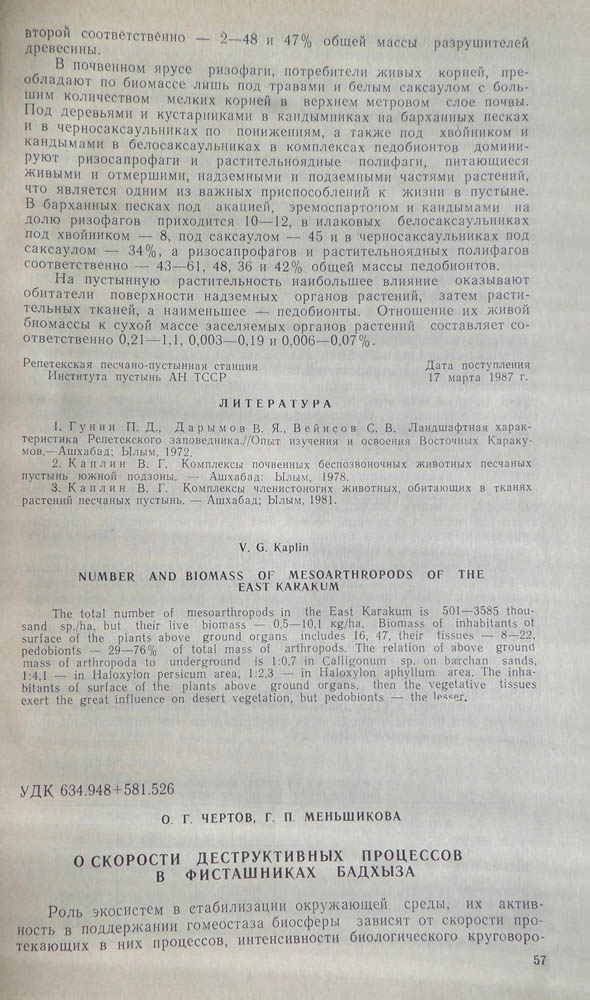 второй соответственно — 2—48 и 47% общей массы разрушителей
древесины.
В почвенном ярусе ризофаги, потребители живых корней, пре-
обладают по биомассе лишь под травами и белым саксаулом с боль-
шим количеством мелких корней в верхнем метровом слое почвы.
Под деревьями и кустарниками в кандымниках на барханных песках
и в черносаксаульниках по понижениям, а также под хвойником и
кандымами в белосаксаульниках в комплексах педобионтов домини-
руют ризосапрофаги и растительноядные полифаги, питающиеся
живыми и отмершими, надземными и подземными частями растений,
что является одним из важных приспособлений к жизни в пустыне.
В барханных песках под акацией, эремоспартоном и кандымами на
долю ризофагов приходится 10—12, в илаковых белосаксаульниках
под хвойником — 8, под саксаулом — 45 и в черносаксаульниках под
саксаулом — 34%, а ризосапрофагов и растительноядных полифагов
соответственно — 43—61, 48, 36 и 42% общей массы педобионтов.
На пустынную растительность наибольшее влияние оказывают
обитатели поверхности надземных органов растений, затем расти-
тельных тканей, а наименьшее — педобионты. Отношение их живой
биомассы к сухой массе заселяемых органов растений составляет со-
ответственно 0,21—1,1, 0,003—0,19 и 0,006—0,07%.
Репетекская песчано-пустынная станция Дата поступления
Института пустынь АН ТССР 17 марта 1987 г.
ЛИТЕРАТУРА
1. Гунин П. Д., Дарымов В. Я., Вейисов С. В. Ландшафтная харак-
теристика Репетекского заповедника.//Опыт изучения и освоения Восточных Караку-
мов.—Ашхабад; Ылым, 1972.
2. Каплин В. Г. Комплексы почвенных беспозвоночных животных песчаных
пустынь южной подзоны. — Ашхабад: Ылым, 1978.
3. Каплин В. Г. Комплексы членистоногих животных, обитающих в тканях
растений песчаных пустынь. — Ашхабад; Ылым, 1981.
V. G. Kaplin
NUMBER AND BIOMASS OF MESOARTHROPODS OF THE
EAST KARAKUM
The total number of mesoarthropods in the East Karakum is 501—3585 thou-
sand sp./ha, but their live biomass — 0,5—10,1 kg/ha. Biomass of inhabitants of
surface of the plants above ground organs includes 16, 47, their tissues — 8—22,
pedobionts — 29—76% of total mass of arthropods. The relation of above ground
mass of arthropoda to underground is 1:0,7 in Calligonum sp. on barchan sands,
1:4,1 — in Haloxylon persicum area, 1:2,3 — in Haloxylon aphyllum area. The inha-
bitants of surface of the plants above ground organs, then the vegetative tissues
exert the great influence on desert vegetation, but pedobionts — the lesser.
УДК 634.948+581.526
О. Г. ЧЕРТОВ, Г. П. МЕНЬШИКОВА
О СКОРОСТИ ДЕСТРУКТИВНЫХ ПРОЦЕССОВ
В ФИСТАШНИКАХ БАДХЫЗА
Роль экосистем в стабилизации окружающей среды, их актив-
ность в поддержании гомеостаза биосферы зависят от скорости про-
текающих в них процессов, интенсивности биологического круговоро-
57